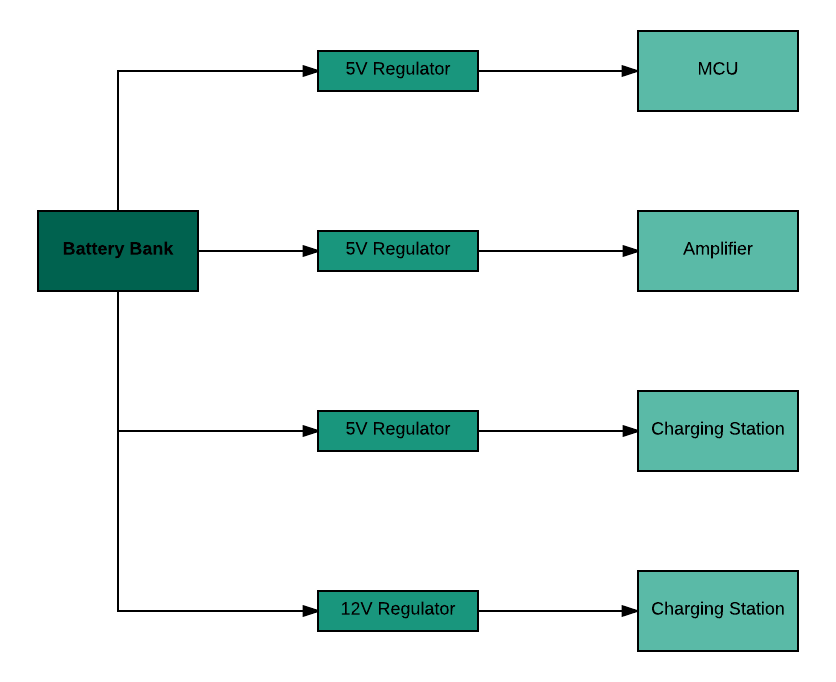 5V Regulator
MCU
Battery Bank
5V Regulator
Amplifier
5V Regulator
Charging Station
12V Regulator
Charging Station